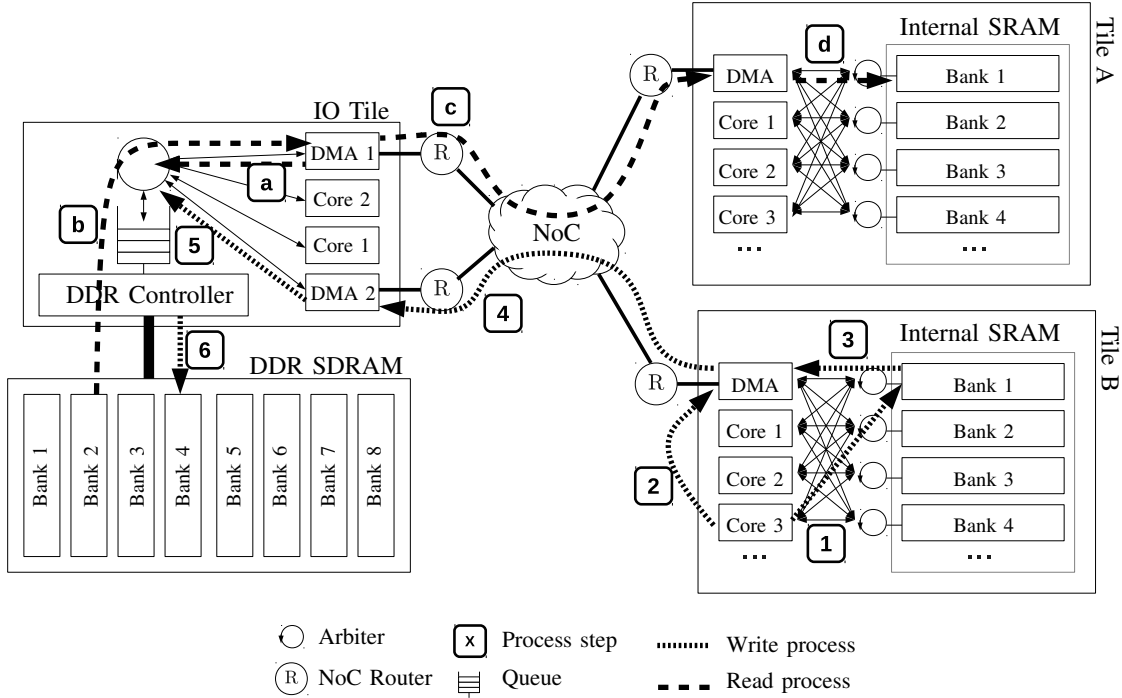 Internal SRAM
Tile A
d
R
DMA
Bank 1
c
IO Tile
Core 1
Bank 2
R
DMA 1
Core 2
Bank 3
a
Core 2
Core 3
Bank 4
b
5
Core 1
NoC
...
...
DDR Controller
DMA 2
R
4
Internal SRAM
Tile B
6
3
DDR SDRAM
R
DMA
Bank 1
Bank 1
Bank 2
Bank 3
Bank 4
Bank 5
Bank 6
Bank 7
Bank 8
Core 1
Bank 2
2
Core 2
Bank 3
Core 3
Bank 4
1
...
...
Arbiter
x
Process step
Write process
R
NoC Router
Queue
Read process